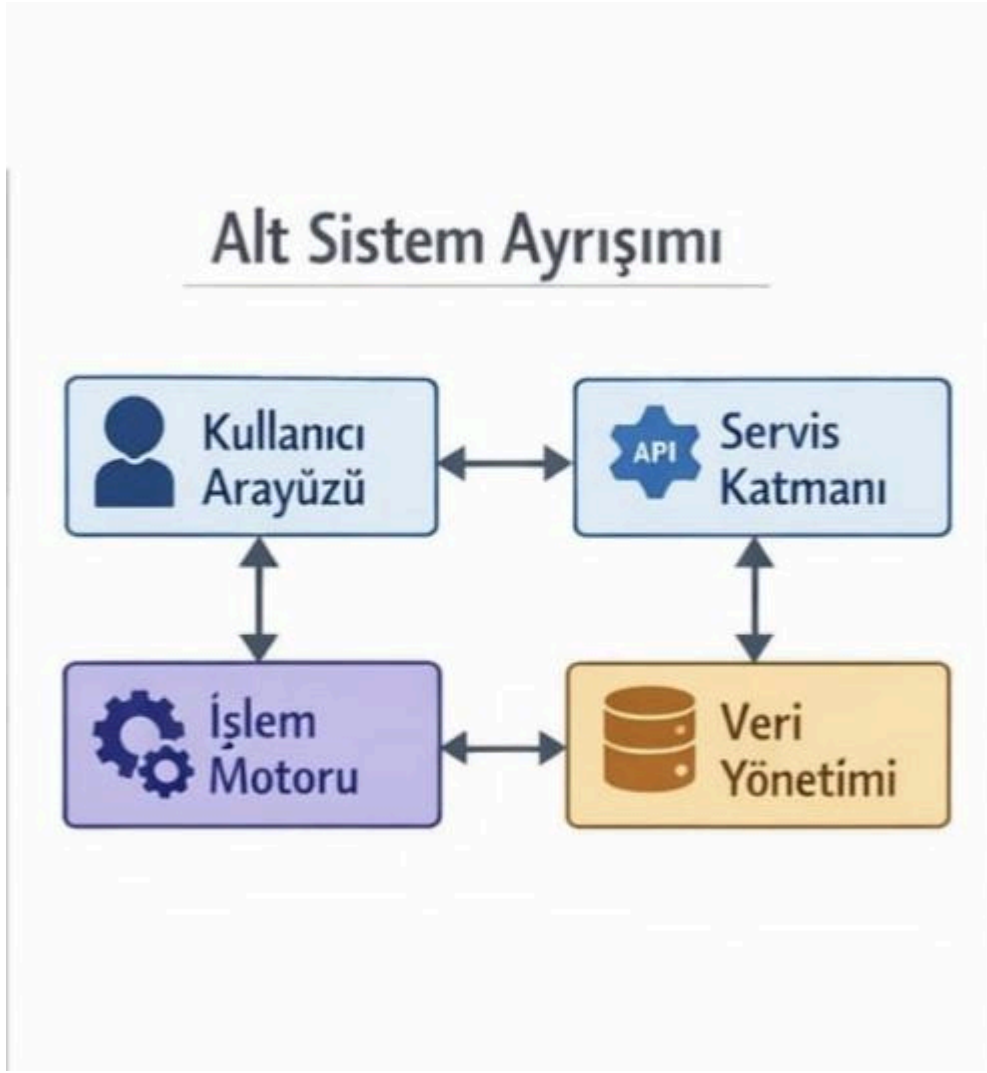 Alt Sistem Ayrışımı
Kullanıcı
Arayüzü
API
Servis
Katmanı
İşlem
Motoru
Veri
Yönetimi